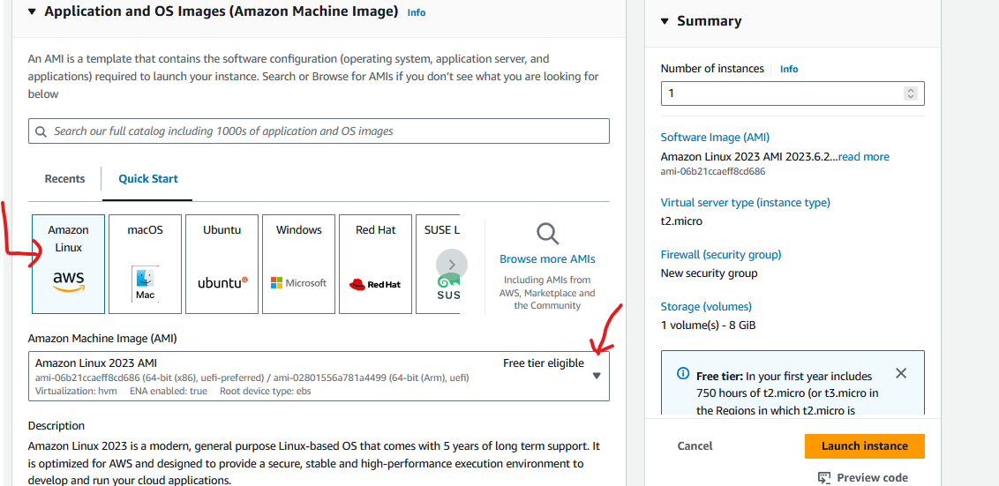 Application and OS Images (Amazon Machine Image) Info
An AMI is a template that contains the software configuration (operating system, application server, and
applications) required to launch your instance. Search or Browse for AMIs if you don't see what you are looking for
below
Search our full catalog including 1000s of application and OS images
Recents
Quick Start
Amazon
Linux
aws
macOS
Mac
Ubuntu
ubuntu
Windows
Microsoft
Red Hat
RedHat
SUSE L
SUS
Browse more AMIs
Including AMIs from
AWS, Marketplace and
the Community
Amazon Machine Image (AMI)
Amazon Linux 2023 AMI
Free tier eligible
ami-06b21ccaeff8cd686 (64-bit (x86), uefi-preferred) / ami-02801556a781a4499 (64-bit (Arm), uefi)
Virtualization: hvm ENA enabled: true Root device type: ebs
Description
Amazon Linux 2023 is a modern, general purpose Linux-based OS that comes with 5 years of long term support. It
is optimized for AWS and designed to provide a secure, stable and high-performance execution environment to
develop and run your cloud applications.
Summary
Number of instances Info
1
Software Image (AMI)
Amazon Linux 2023 AMI 2023.6.2...read more
ami-06b21ccaeff8cd686
Virtual server type (instance type)
t2.micro
Firewall (security group)
New security group
Storage (volumes)
1 volume(s) - 8 GiB
Free tier: In your first year includes
750 hours of t2.micro (or t3.micro in
the Regions in which t2.micro is
Cancel
Launch instance
Preview code